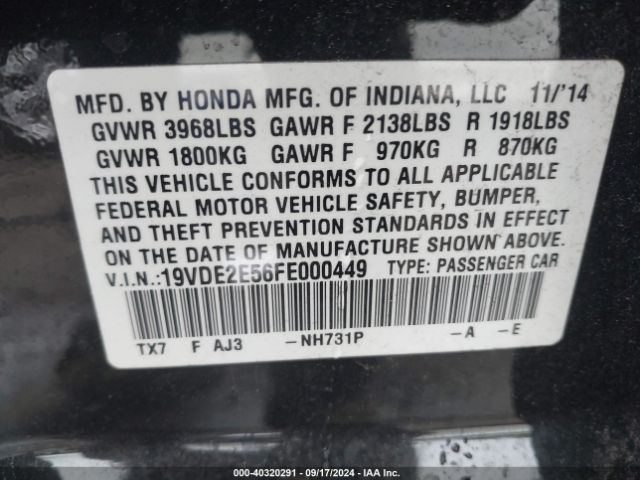 MFD. BY HONDA MFG. OF INDIANA, LLC 11/'14
GVWR 3968LBS GAWR F 2138LBS R 1918LBS
GVWR 1800KG GAWR F 970KG R 870KG
THIS VEHICLE CONFORMS TO ALL APPLICABLE
FEDERAL MOTOR VEHICLE SAFETY, BUMPER,
AND THEFT PREVENTION STANDARDS IN EFFECT
ON THE DATE OF MANUFACTURE SHOWN ABOVE.
V.I.N.:19VDE2E56FE000449 TYPE: PASSENGER CAR
TX7 F AJ3 -NH731P -A -E
000-40320291 - 09/17/2024 - IAA Inc.